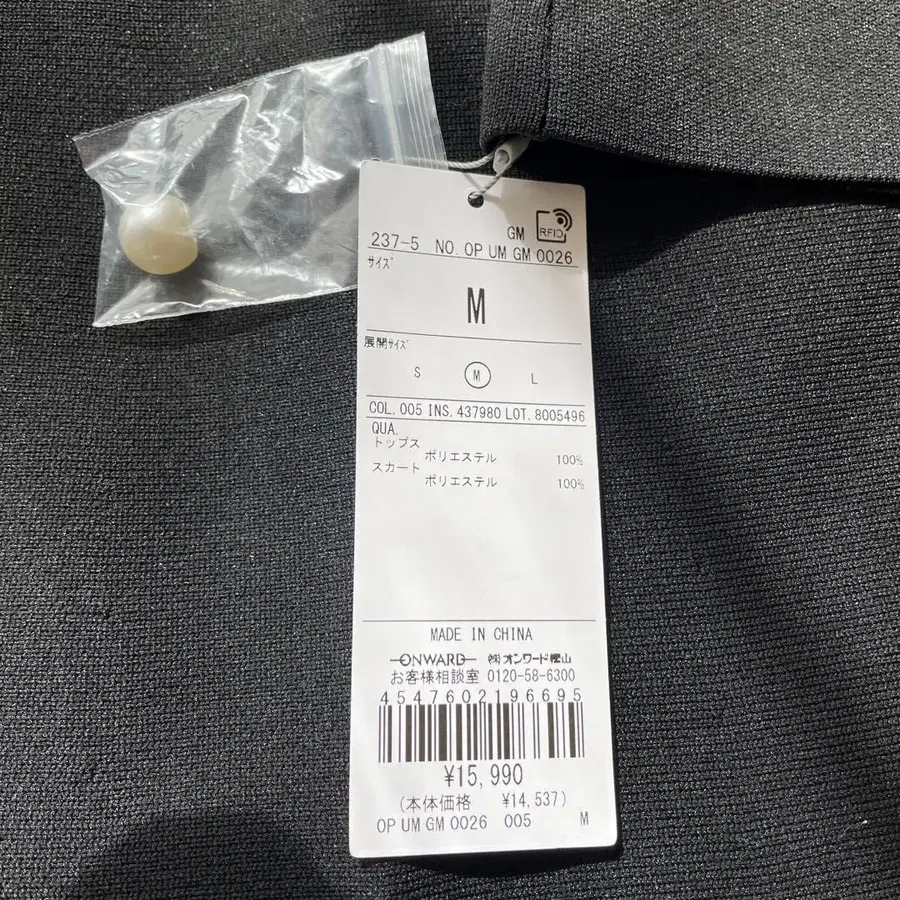 GM RFID
237-5 NO. OP UM GM 0026
サイズ
M
展開サイズ
S M L
COL. 005 INS. 437980 LOT. 8005496
QUA.
トップス
ポリエステル 100%
スカート
ポリエステル 100%
MADE IN CHINA
ONWARD ㈱オンワード樫山
お客様相談室 0120-58-6300
4547602196695
¥15,990
(本体価格 ¥14,537)
OP UM GM 0026 005 M